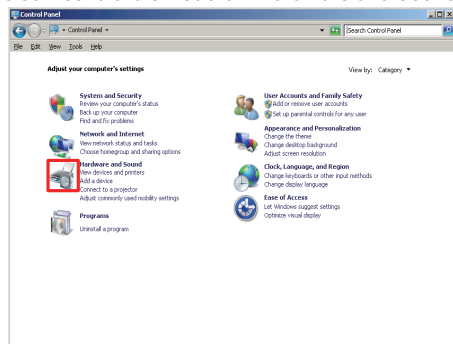 Control Panel
Control Panel
Search Control Panel
File Edit View Tools Help
Adjust your computer's settings
View by: Category
System and Security
Review your computer's status
Back up your computer
Find and fix problems
Network and Internet
View network status and tasks
Choose homegroup and sharing options
Hardware and Sound
View devices and printers
Add a device
Connect to a projector
Adjust commonly used mobility settings
Programs
Uninstall a program
User Accounts and Family Safety
Add or remove user accounts
Set up parental controls for any user
Appearance and Personalization
Change the theme
Change desktop background
Adjust screen resolution
Clock, Language, and Region
Change keyboards or other input methods
Change display language
Ease of Access
Let Windows suggest settings
Optimize visual display